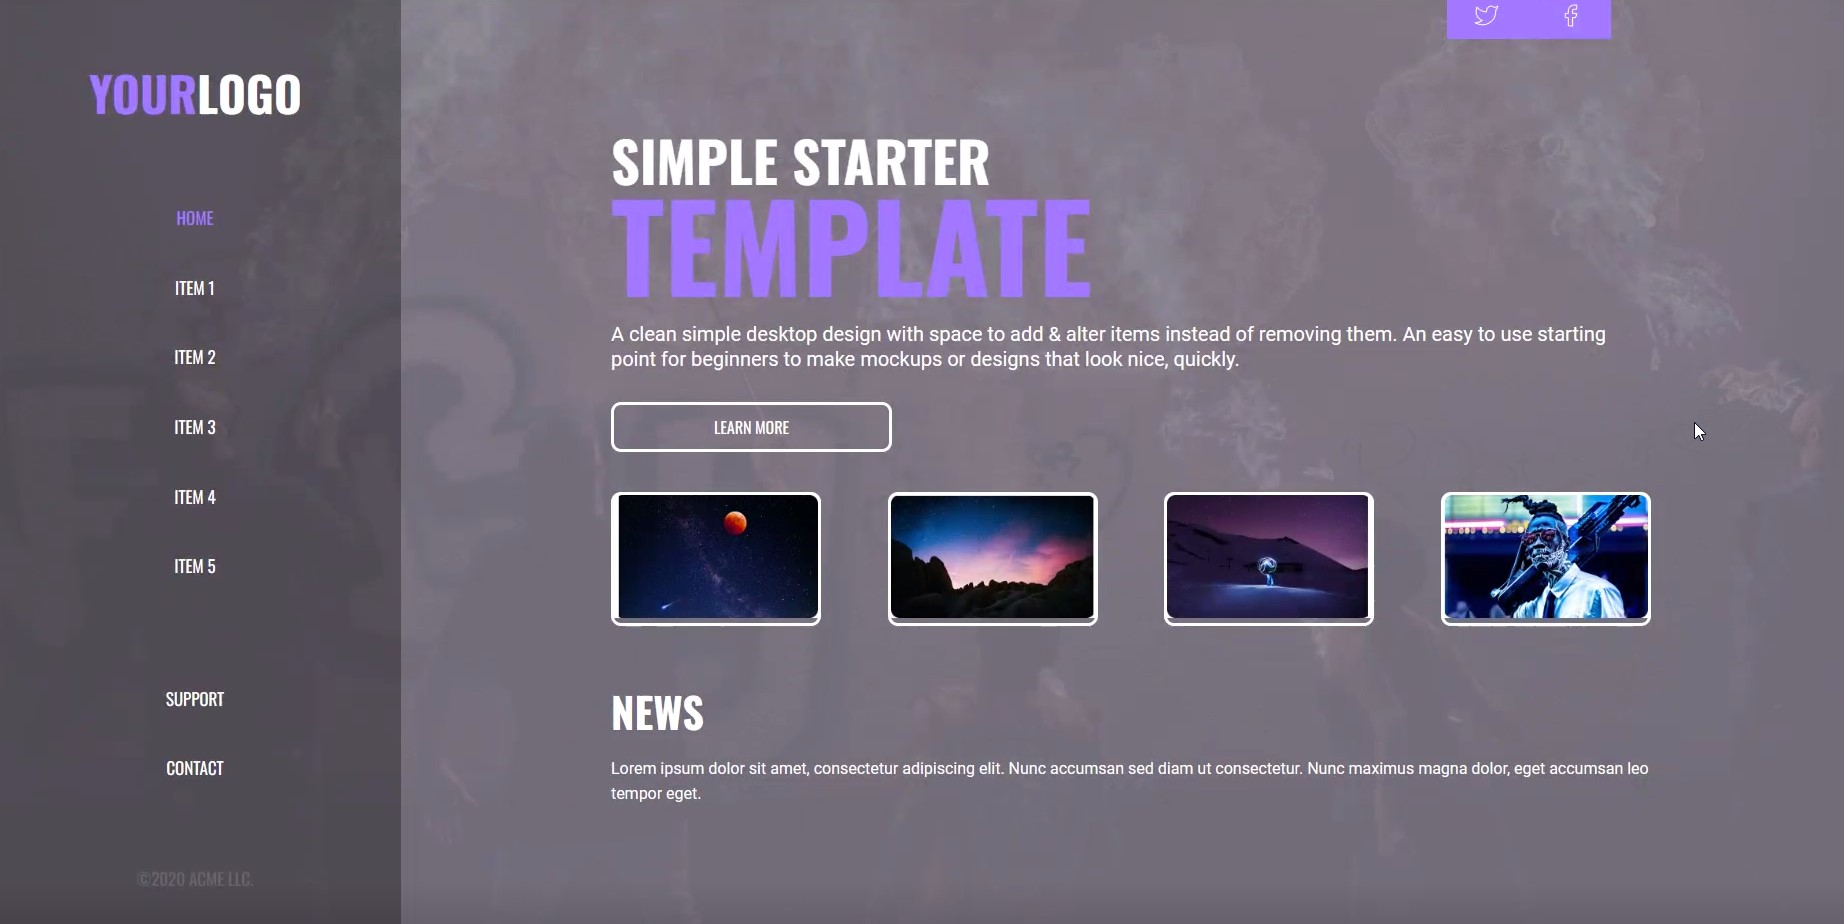 YOURLOGO
HOME
ITEM 1
ITEM 2
ITEM 3
ITEM 4
ITEM 5
SUPPORT
CONTACT
©2020 ACME LLC.
SIMPLE STARTER
TEMPLATE
A clean simple desktop design with space to add & alter items instead of removing them. An easy to use starting
point for beginners to make mockups or designs that look nice, quickly.
LEARN MORE
NEWS
Lorem ipsum dolor sit amet, consectetur adipiscing elit. Nunc accumsan sed diam ut consectetur. Nunc maximus magna dolor, eget accumsan leo
tempor eget.